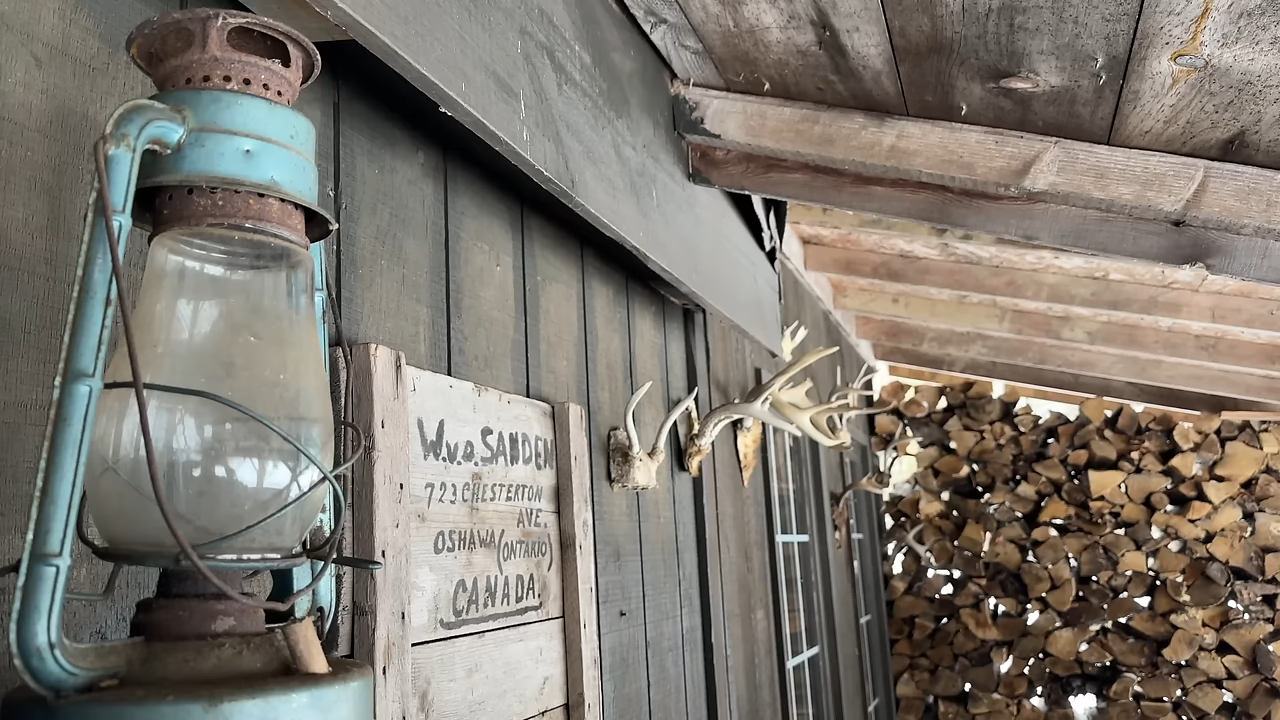 W.v.d. SANDEN
723 CHESTERTON
AVE.
OSHAWA (ONTARIO)
CANADA.